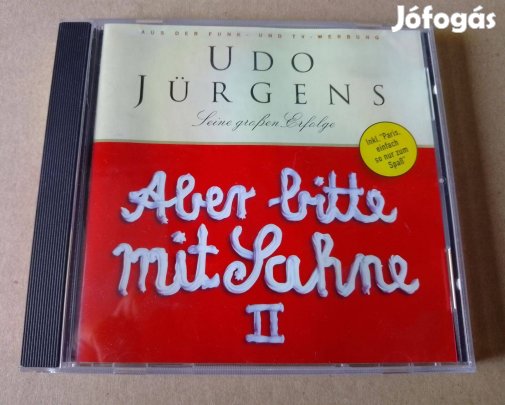 Jófogás
AUS DER FUNK- UND TV-WERBUNG
UDO
JÜRGENS
Seine großen Erfolge
Inkl. "Paris,
einfach
so nur zum
Spaß"
Aber bitte
mit Sahne
II